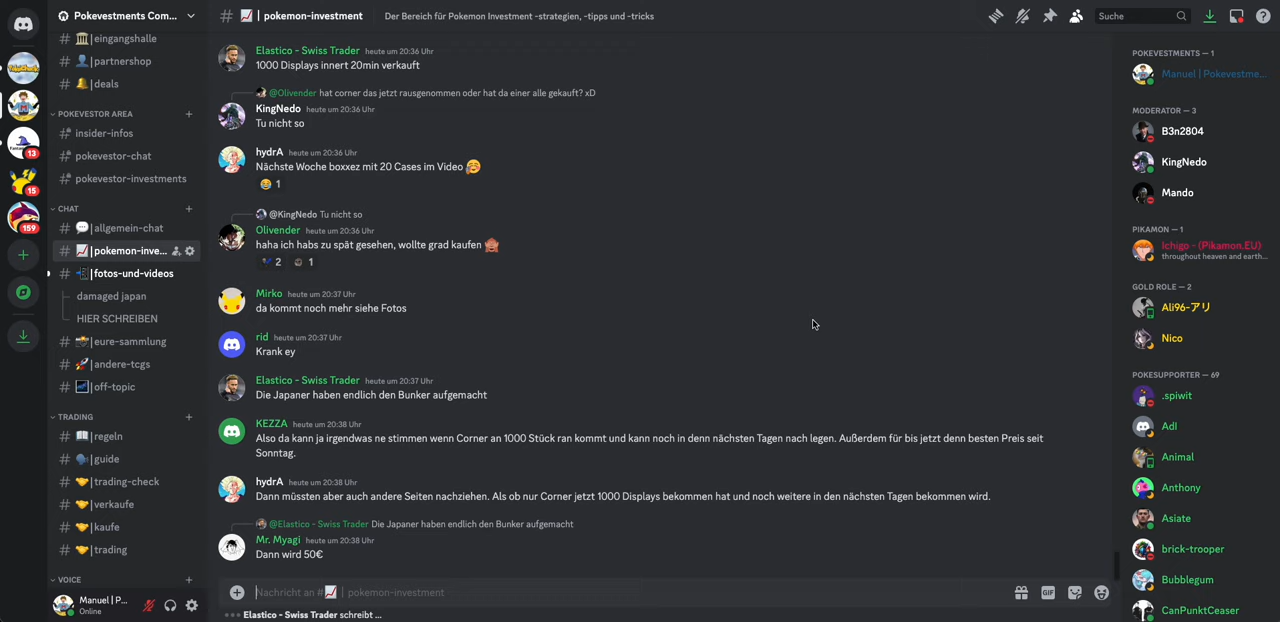 Pokevestments Com...
eingangshalle
partnership
deals
POKEVESTOR AREA
insider-infos
pokevestor-chat
pokevestor-investments
CHAT
allgemein-chat
pokemon-inve...
fotos-und-videos
damaged japan
HIER SCHREIBEN
eure-sammlung
andere-tcgs
off-topic
TRADING
regeln
guide
trading-check
verkaufe
kaufe
trading
VOICE
Manuel | P...
Online
13
15
159
# | pokemon-investment
Der Bereich für Pokemon Investment -strategien, -tipps und -tricks
Suche
Elastico - Swiss Trader heute um 20:36 Uhr
1000 Displays innert 20min verkauft
@Olivender hat corner das jetzt rausgenommen oder hat da einer alle gekauft? xD
KingNedo heute um 20:36 Uhr
Tu nicht so
hydrA heute um 20:36 Uhr
Nächste Woche boxxez mit 20 Cases im Video
1
@KingNedo Tu nicht so
Olivender heute um 20:36 Uhr
haha ich habs zu spät gesehen, wollte grad kaufen
2 1
Mirko heute um 20:37 Uhr
da kommt noch mehr siehe Fotos
rid heute um 20:37 Uhr
Krank ey
Elastico - Swiss Trader heute um 20:37 Uhr
Die Japaner haben endlich den Bunker aufgemacht
KEZZA heute um 20:38 Uhr
Also da kann ja irgendwas ne stimmen wenn Corner an 1000 Stück ran kommt und kann noch in denn nächsten Tagen nach legen. Außerdem für bis jetzt denn besten Preis seit
Sonntag.
hydrA heute um 20:38 Uhr
Dann müssten aber auch andere Seiten nachziehen. Als ob nur Corner jetzt 1000 Displays bekommen hat und noch weitere in den nächsten Tagen bekommen wird.
@Elastico - Swiss Trader Die Japaner haben endlich den Bunker aufgemacht
Mr. Myagi heute um 20:38 Uhr
Dann wird 50€
Nachricht an # | pokemon-investment
GIF
Elastico - Swiss Trader schreibt ...
POKEVESTMENTS — 1
Manuel | Pokevestme...
MODERATOR — 3
B3n2804
KingNedo
Mando
PIKAMON — 1
Ichigo - (Pikamon.EU)
throughout heaven and earth...
GOLD ROLE — 2
Ali96-アリ
Nico
POKESUPPORTER — 69
.spiwit
Adl
Animal
Anthony
Asiate
brick-trooper
Bubblegum
CanPunktCeaser